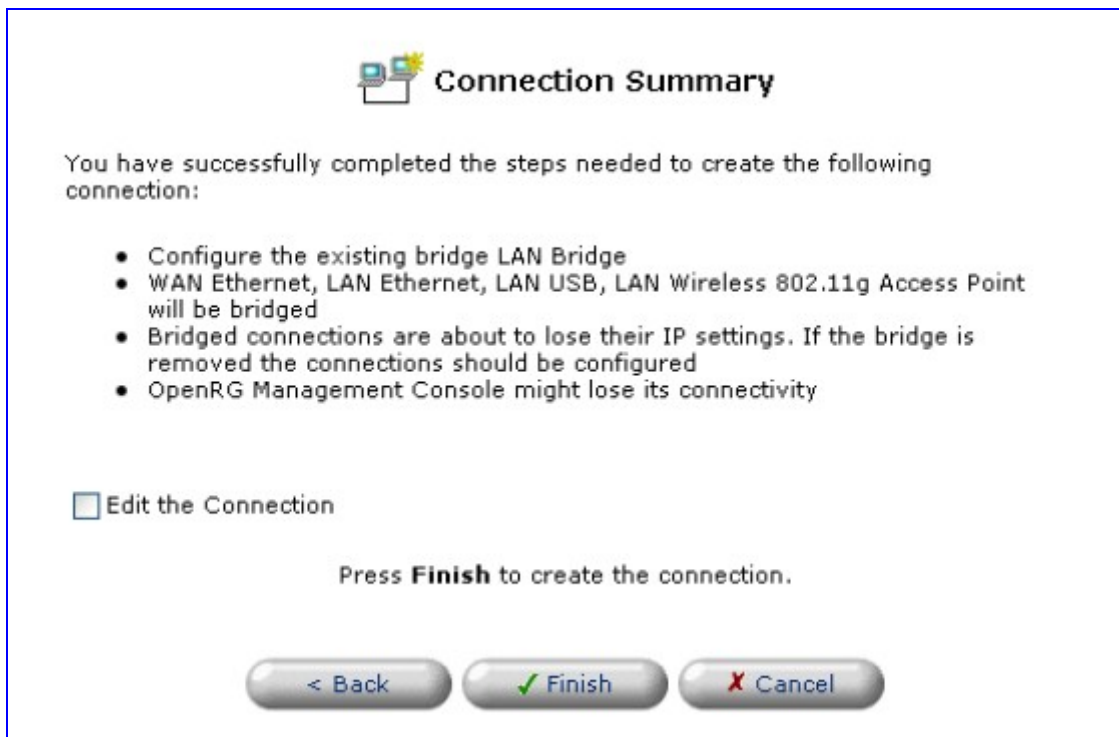 Connection Summary
You have successfully completed the steps needed to create the following
connection:
● Configure the existing bridge LAN Bridge
● WAN Ethernet, LAN Ethernet, LAN USB, LAN Wireless 802.11g Access Point
will be bridged
● Bridged connections are about to lose their IP settings. If the bridge is
removed the connections should be configured
● OpenRG Management Console might lose its connectivity
Edit the Connection
Press Finish to create the connection.
< Back
✓ Finish
✗ Cancel